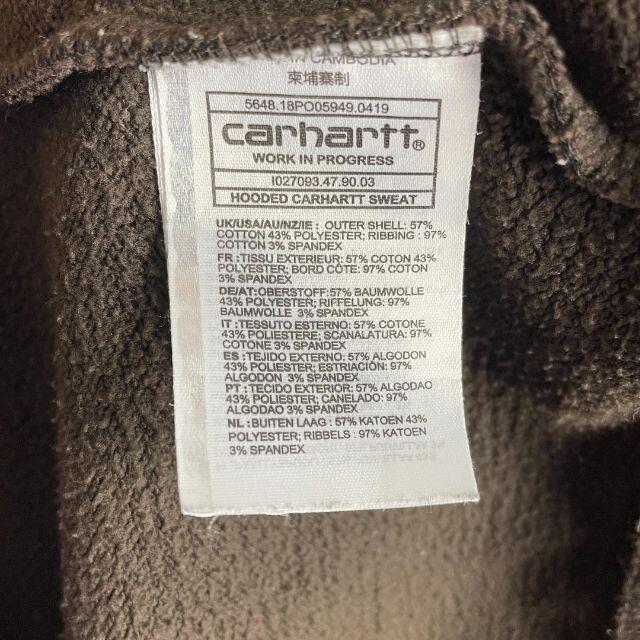 IN CAMBODIA
柬埔寨制
5648.18PO05949.0419
carhartt®
WORK IN PROGRESS
I027093.47.90.03
HOODED CARHARTT SWEAT
UK/USA/AU/NZ/IE : OUTER SHELL: 57%
COTTON 43% POLYESTER; RIBBING : 97%
COTTON 3% SPANDEX
FR :TISSU EXTERIEUR: 57% COTON 43%
POLYESTER; BORD CÔTE: 97% COTON
3% SPANDEX
DE/AT:OBERSTOFF:57% BAUMWOLLE
43% POLYESTER; RIFFELUNG: 97%
BAUMWOLLE 3% SPANDEX
IT :TESSUTO ESTERNO: 57% COTONE
43% POLIESTERE; SCANALATURA: 97%
COTONE 3% SPANDEX
ES :TEJIDO EXTERNO: 57% ALGODON
43% POLIESTER; ESTRIACIÓN: 97%
ALGODON 3% SPANDEX
PT :TECIDO EXTERIOR: 57% ALGODAO
43% POLIESTER; CANELADO: 97%
ALGODAO 3% SPANDEX
NL :BUITEN LAAG : 57% KATOEN 43%
POLYESTER; RIBBELS : 97% KATOEN
3% SPANDEX